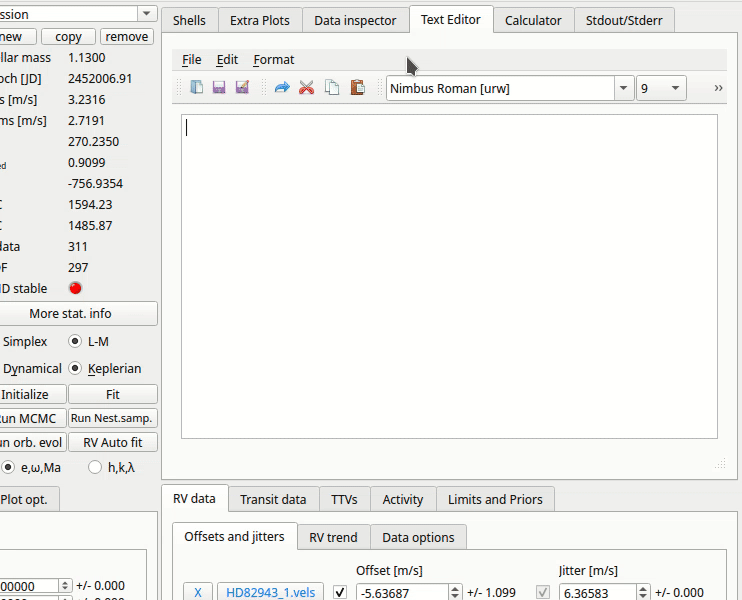 ssion
new copy remove
ellar mass 1.1300
och [JD] 2452006.91
s [m/s] 3.2316
ms [m/s] 2.7191
270.2350
ed 0.9099
-756.9354
C 1594.23
C 1485.87
data 311
F 297
D stable
More stat. info
Simplex L-M
Dynamical Keplerian
Initialize Fit
Run MCMC Run Nest.samp.
un orb. evol RV Auto fit
e,ω,Ma h,k,λ
Plot opt.
00000 +/- 0.000
Shells Extra Plots Data inspector Text Editor Calculator Stdout/Stderr
File Edit Format
Nimbus Roman [urw] 9 »
RV data Transit data TTVs Activity Limits and Priors
Offsets and jitters RV trend Data options
Offset [m/s] Jitter [m/s]
X HD82943_1.vels -5.63687 +/- 1.099 6.36583 +/- 0.000